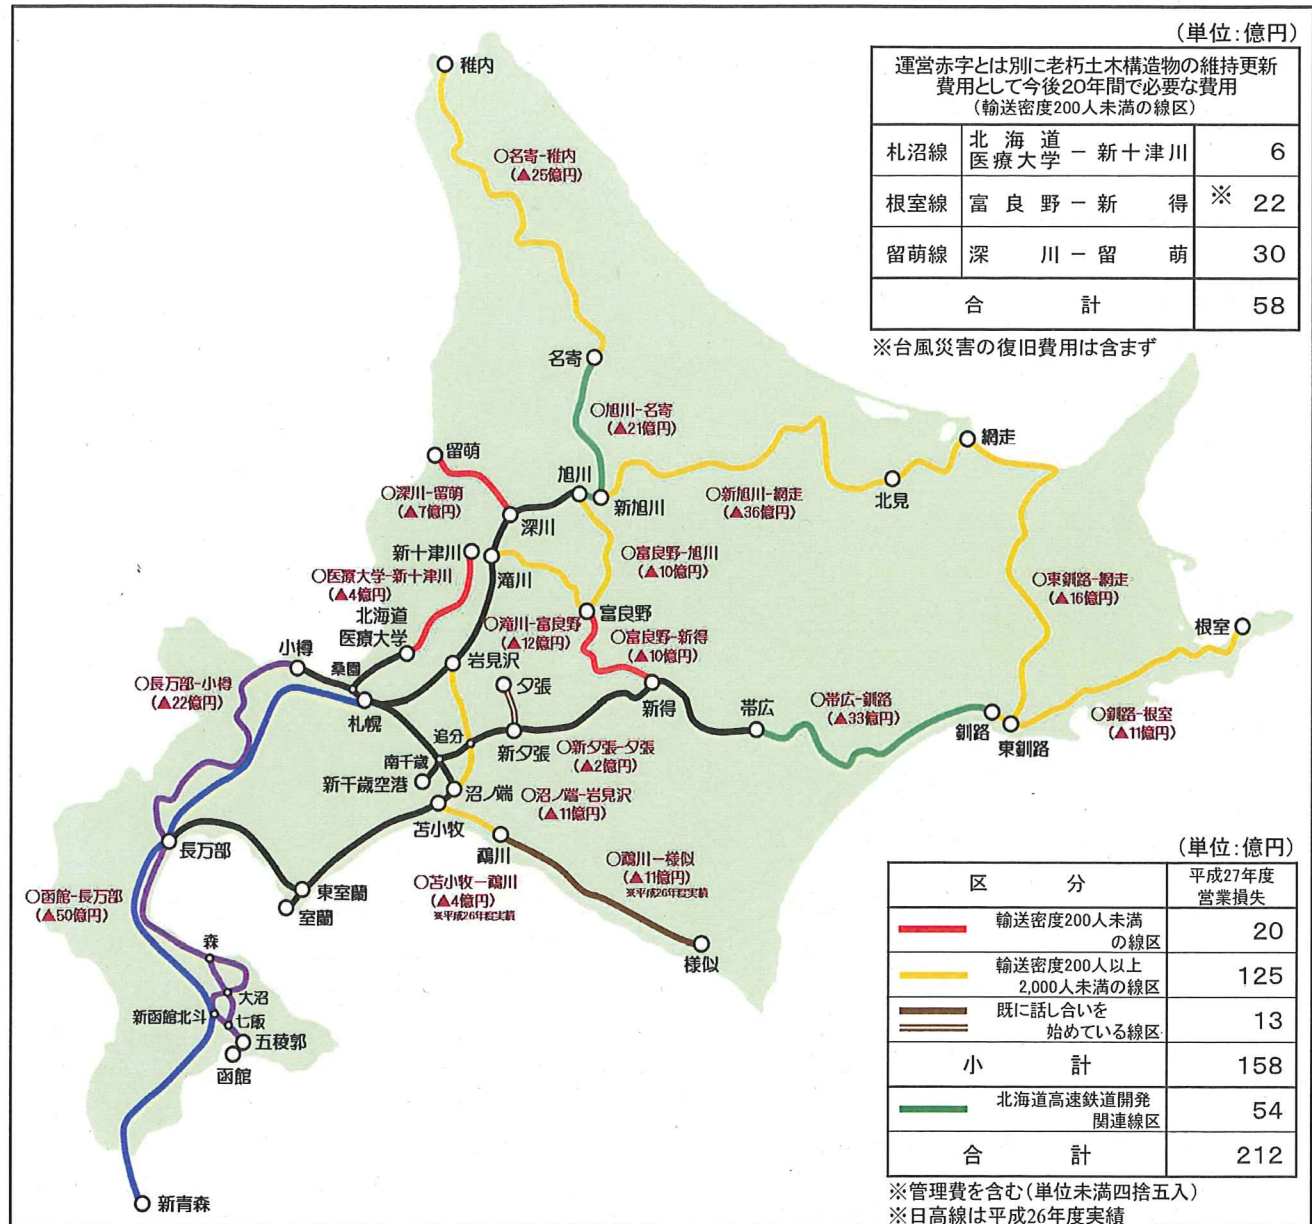 (単位:億円)
運営赤字とは別に老朽土木構造物の維持更新
費用として今後20年間で必要な費用
(輸送密度200人未満の線区)
札沼線 北海道医療大学 - 新十津川 6
根室線 富良野 - 新得 ※ 22
留萌線 深川 - 留萌 30
合計 58
※台風災害の復旧費用は含まず
稚内
○名寄-稚内
(▲25億円)
名寄
○旭川-名寄
(▲21億円)
留萌
旭川
新旭川
○深川-留萌
(▲7億円)
深川
○新旭川-網走
(▲36億円)
北見
網走
新十津川
滝川
○医療大学-新十津川
(▲4億円)
北海道
医療大学
○富良野-旭川
(▲10億円)
富良野
○滝川-富良野
(▲12億円)
○富良野-新得
(▲10億円)
○東釧路-網走
(▲16億円)
根室
小樽
桑園
岩見沢
札幌
夕張
新得
帯広
○長万部-小樽
(▲22億円)
○帯広-釧路
(▲33億円)
釧路
東釧路
○釧路-根室
(▲11億円)
追分
新夕張
○新夕張-夕張
(▲2億円)
南千歳
新千歳空港
沼ノ端
○沼ノ端-岩見沢
(▲11億円)
苫小牧
鵡川
長万部
○苫小牧-鵡川
(▲4億円)
※平成26年度実績
○鵡川-様似
(▲11億円)
※平成26年度実績
様似
東室蘭
室蘭
○函館-長万部
(▲50億円)
森
大沼
新函館北斗
七飯
五稜郭
函館
新青森
(単位:億円)
区分 平成27年度
営業損失
輸送密度200人未満
の線区 20
輸送密度200人以上
2,000人未満の線区 125
既に話し合いを
始めている線区 13
小計 158
北海道高速鉄道開発
関連線区 54
合計 212
※管理費を含む(単位未満四捨五入)
※日高線は平成26年度実績